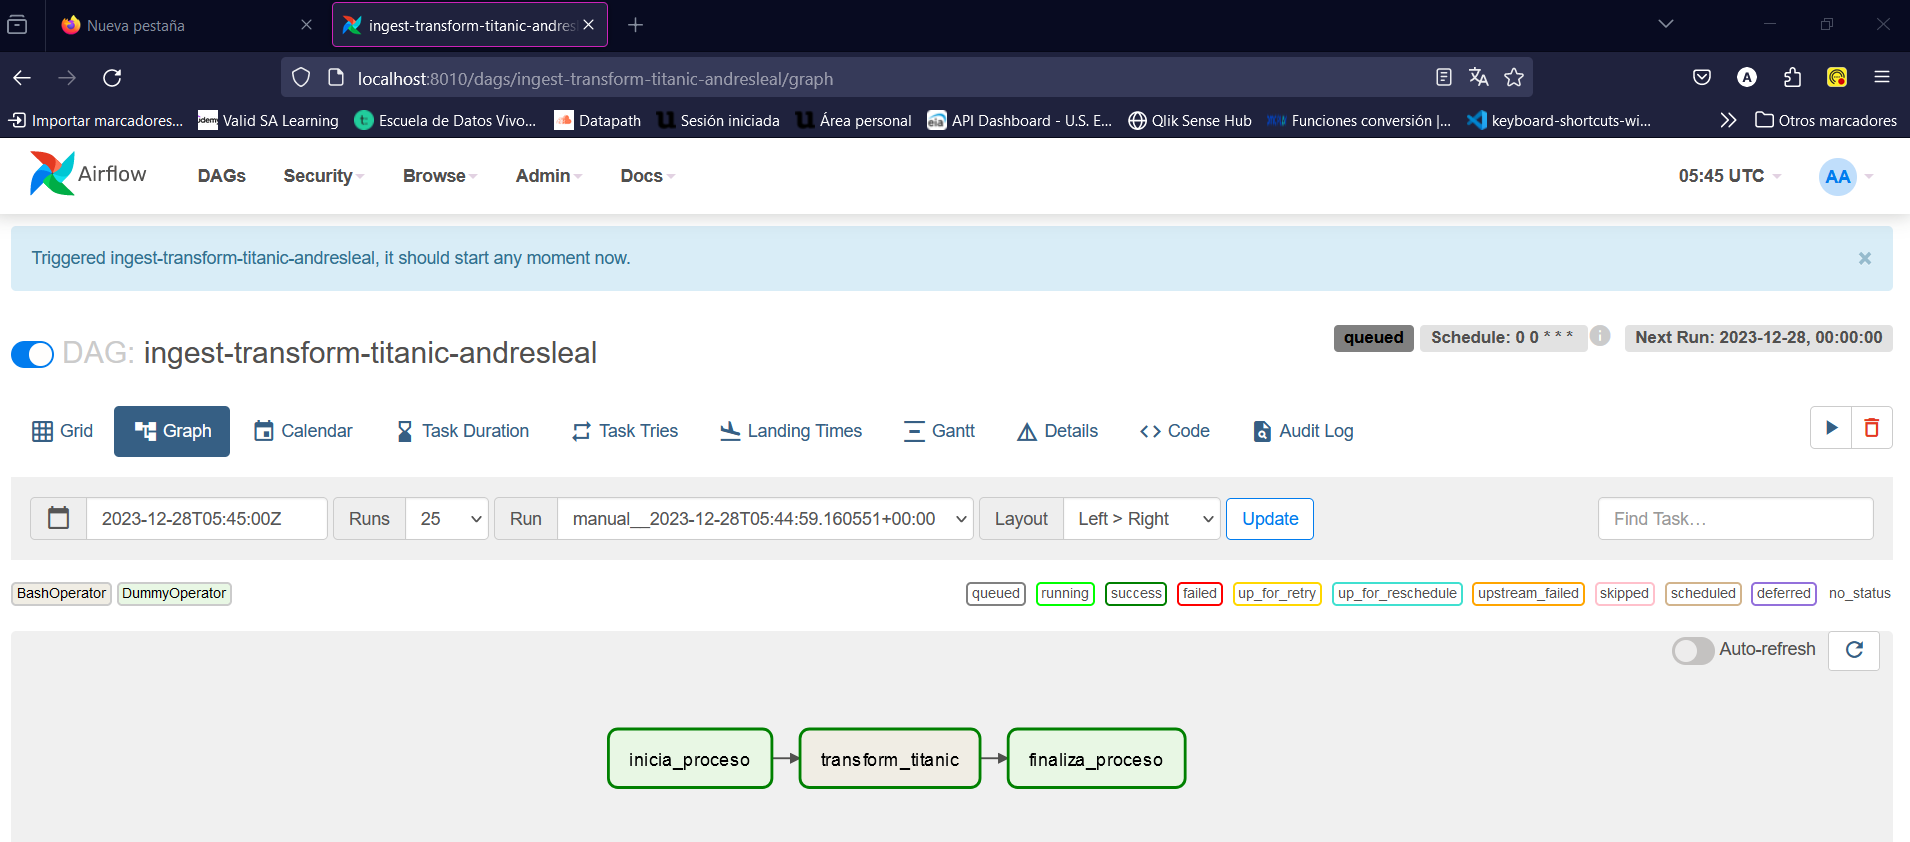 Nueva pestaña
ingest-transform-titanic-andresl
localhost:8010/dags/ingest-transform-titanic-andresleal/graph
A
Importar marcadores... Valid SA Learning Escuela de Datos Vivo... Datapath Sesión iniciada Área personal API Dashboard - U.S. E... Qlik Sense Hub Funciones conversión |... keyboard-shortcuts-wi... Otros marcadores
Airflow DAGs Security Browse Admin Docs 05:45 UTC AA
Triggered ingest-transform-titanic-andresleal, it should start any moment now. ×
DAG: ingest-transform-titanic-andresleal queued Schedule: 0 0 * * * i Next Run: 2023-12-28, 00:00:00
Grid Graph Calendar Task Duration Task Tries Landing Times Gantt Details Code Audit Log
2023-12-28T05:45:00Z Runs 25 Run manual__2023-12-28T05:44:59.160551+00:00 Layout Left > Right Update Find Task…
BashOperator DummyOperator queued running success failed up_for_retry up_for_reschedule upstream_failed skipped scheduled deferred no_status
Auto-refresh
inicia_proceso transform_titanic finaliza_proceso